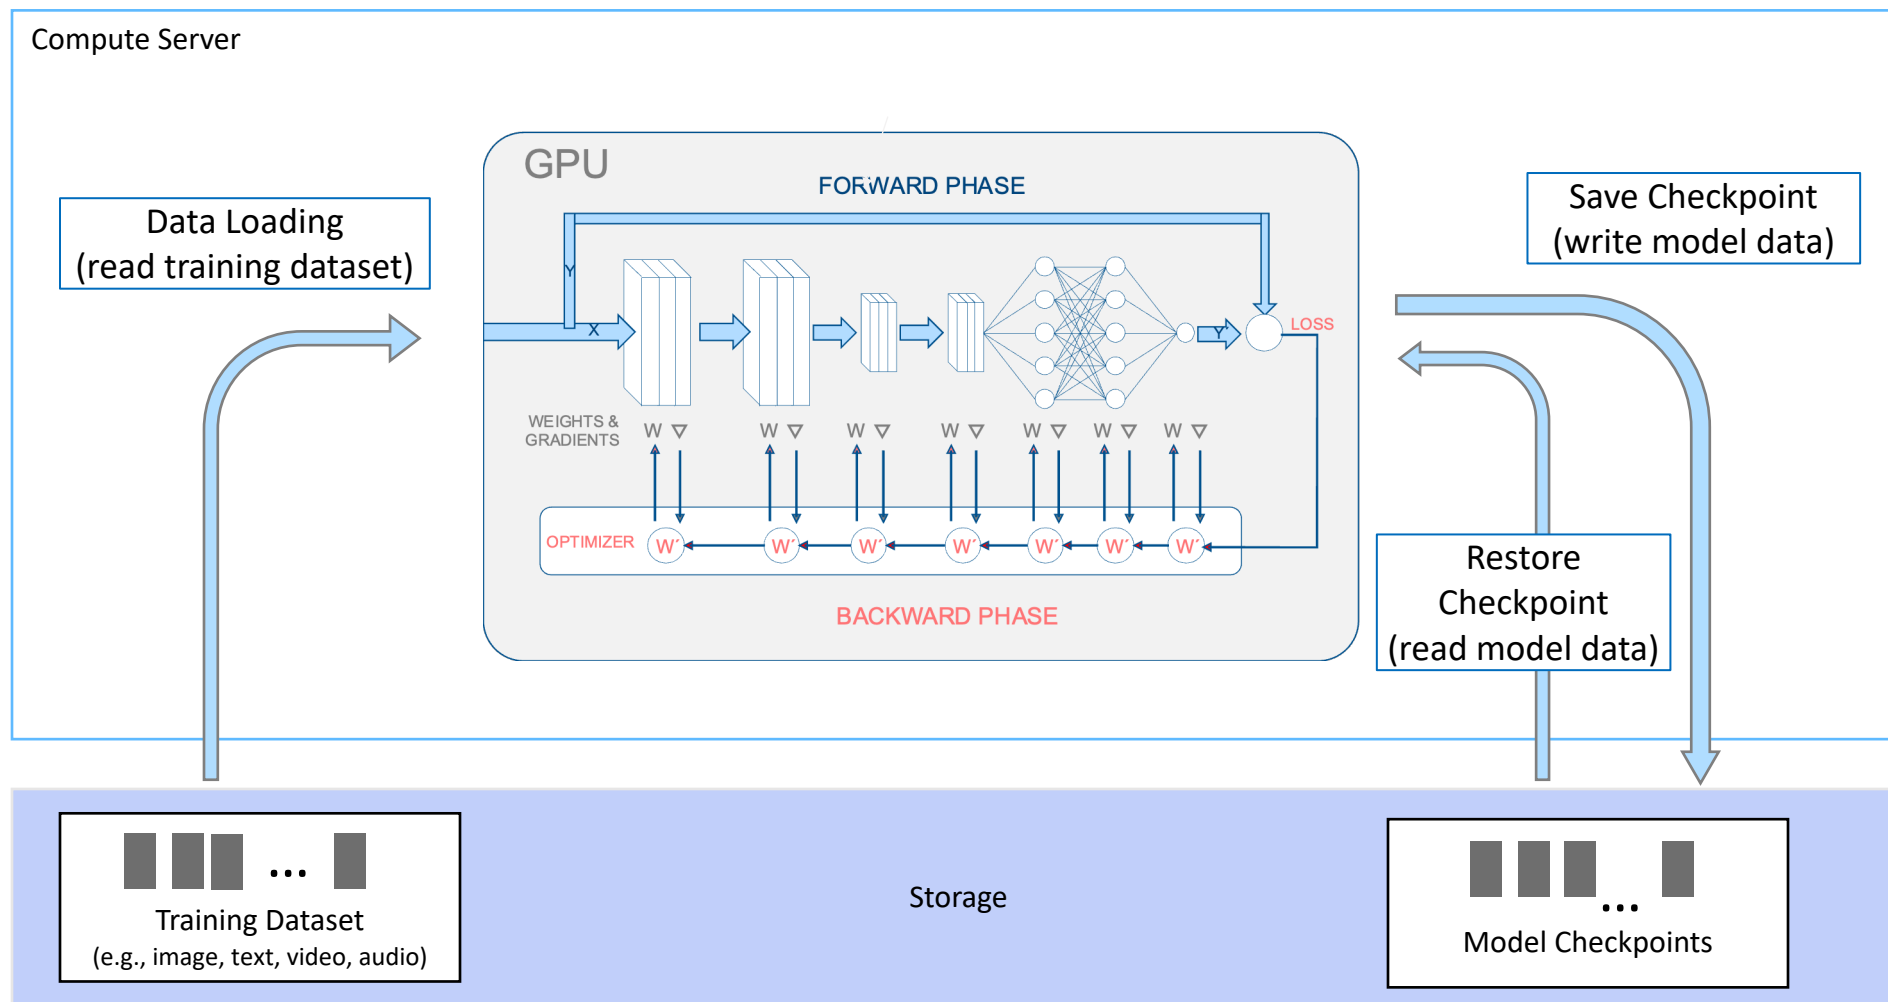 Compute Server
GPU
FORWARD PHASE
Data Loading
(read training dataset)
Save Checkpoint
(write model data)
Y
X
Y'
LOSS
WEIGHTS &
GRADIENTS
W ▽ W ▽ W ▽ W ▽ W ▽ W ▽ W ▽
OPTIMIZER
W' W' W' W' W' W' W'
BACKWARD PHASE
Restore
Checkpoint
(read model data)
...
Training Dataset
(e.g., image, text, video, audio)
Storage
...
Model Checkpoints